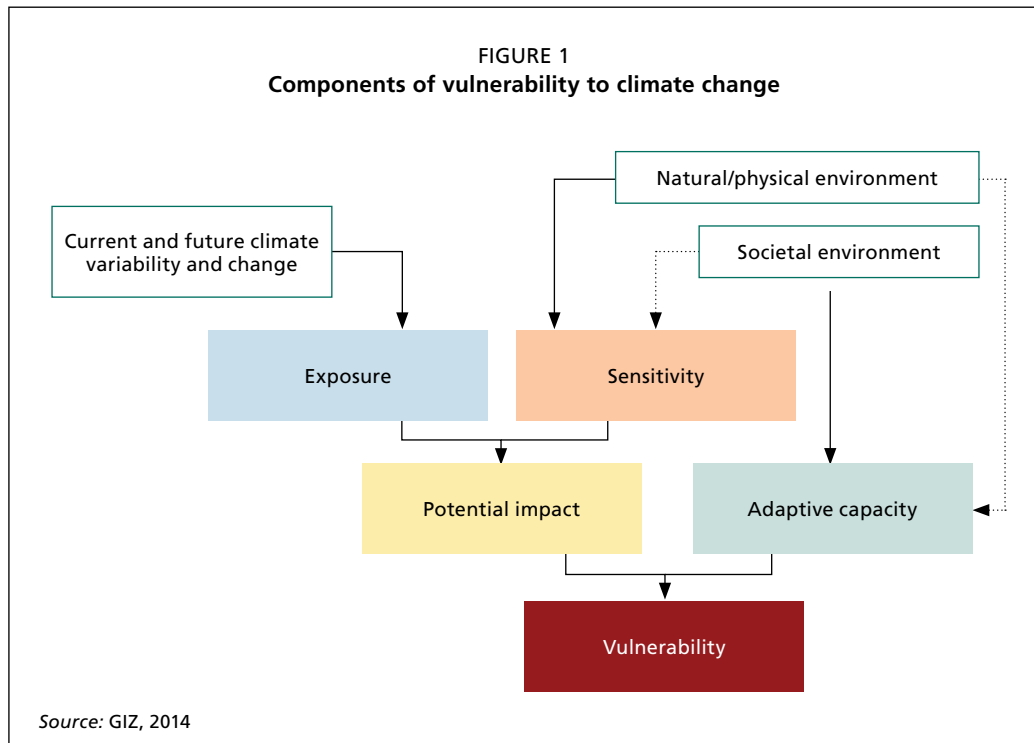 FIGURE 1
Components of vulnerability to climate change
Natural/physical environment
Current and future climate
variability and change
Societal environment
Exposure
Sensitivity
Potential impact
Adaptive capacity
Vulnerability
Source: GIZ, 2014